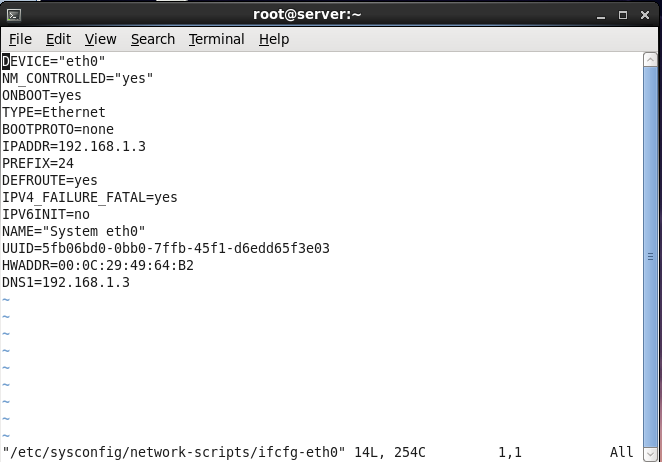 root@server:~
File Edit View Search Terminal Help
DEVICE="eth0"
NM_CONTROLLED="yes"
ONBOOT=yes
TYPE=Ethernet
BOOTPROTO=none
IPADDR=192.168.1.3
PREFIX=24
DEFROUTE=yes
IPV4_FAILURE_FATAL=yes
IPV6INIT=no
NAME="System eth0"
UUID=5fb06bd0-0bb0-7ffb-45f1-d6edd65f3e03
HWADDR=00:0C:29:49:64:B2
DNS1=192.168.1.3
~
~
~
~
~
~
~
~
~
"/etc/sysconfig/network-scripts/ifcfg-eth0" 14L, 254C 1,1 All